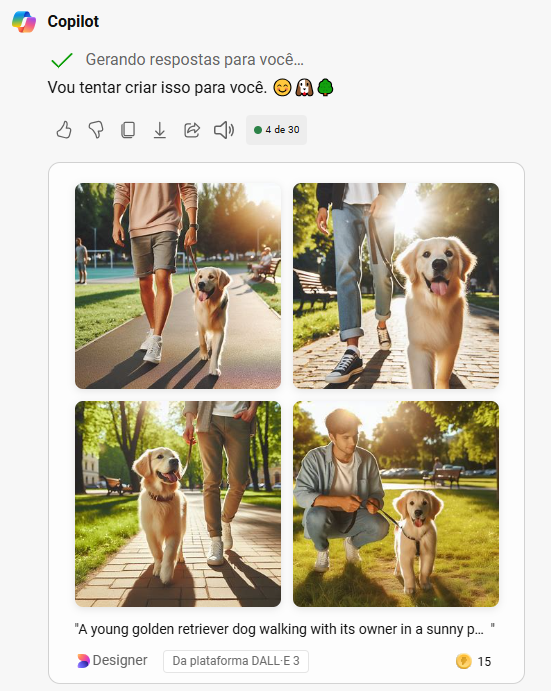 Copilot
Gerando respostas para você...
Vou tentar criar isso para você. 😊🐶🌳
4 de 30
"A young golden retriever dog walking with its owner in a sunny p... "
Designer
Da plataforma DALL·E 3
15